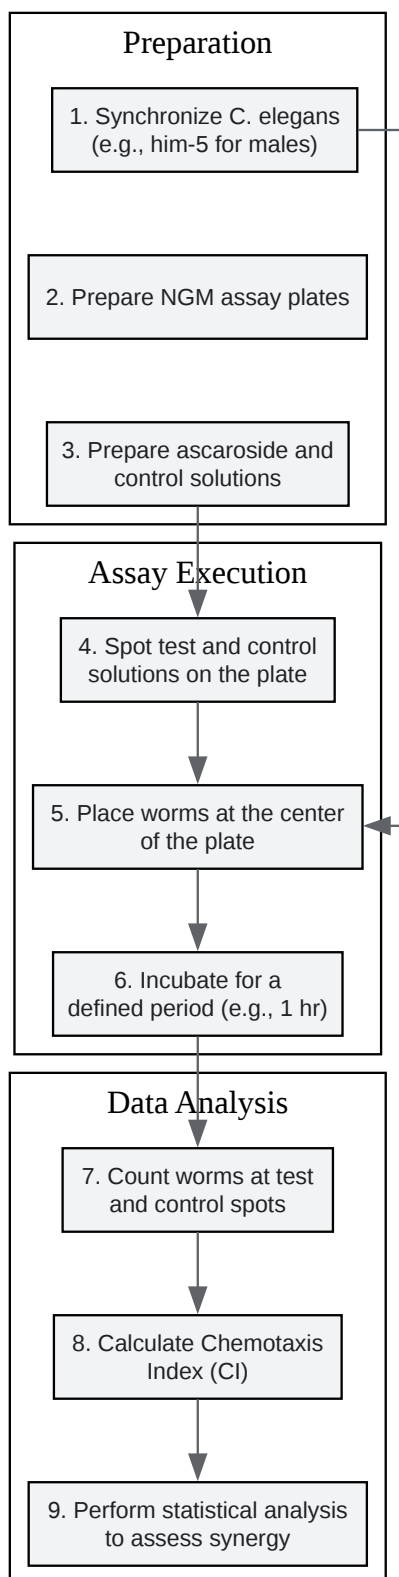 Preparation
1. Synchronize C. elegans
(e.g., him-5 for males)
2. Prepare NGM assay plates
3. Prepare ascaroside and
control solutions
Assay Execution
4. Spot test and control
solutions on the plate
5. Place worms at the center
of the plate
6. Incubate for a
defined period (e.g., 1 hr)
Data Analysis
7. Count worms at test
and control spots
8. Calculate Chemotaxis
Index (CI)
9. Perform statistical analysis
to assess synergy